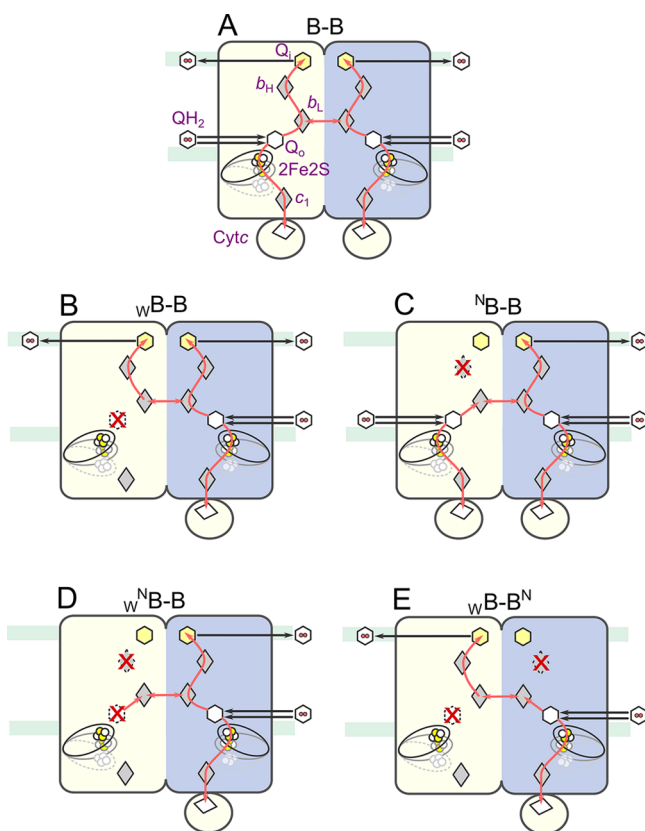 A B-B
Qi
bH
bL
QH2
Qo
2Fe2S
c1
Cytc
B WB-B
C NB-B
D WNB-B
E WB-BN